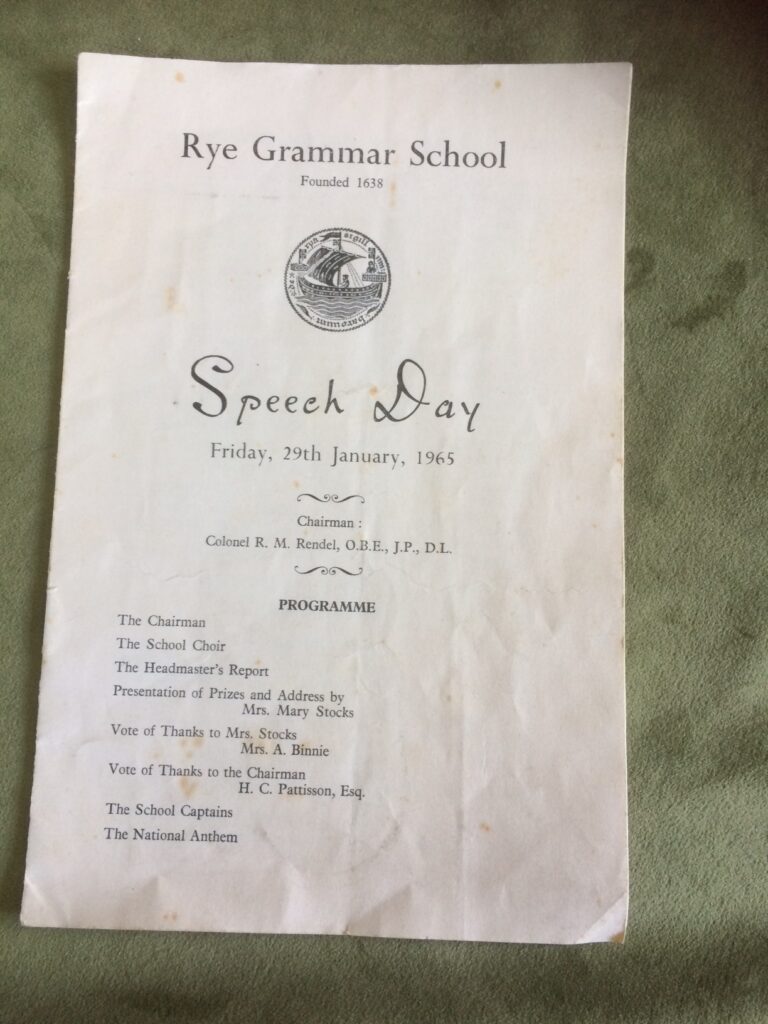 Rye Grammar School
Founded 1638
Speech Day
Friday, 29th January, 1965
Chairman :
Colonel R. M. Rendel, O.B.E., J.P., D.L.
PROGRAMME
The Chairman
The School Choir
The Headmaster's Report
Presentation of Prizes and Address by
Mrs. Mary Stocks
Vote of Thanks to Mrs. Stocks
Mrs. A. Binnie
Vote of Thanks to the Chairman
H. C. Pattisson, Esq.
The School Captains
The National Anthem